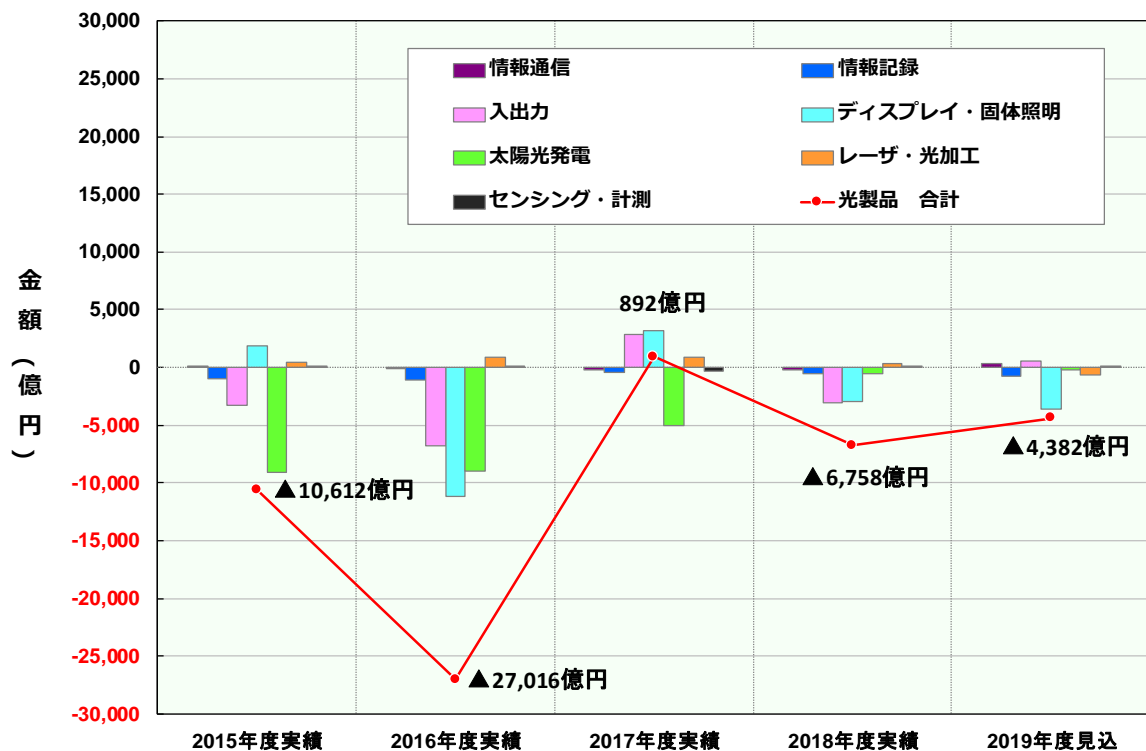 30,000
25,000
20,000
15,000
10,000
5,000
0
-5,000
-10,000
-15,000
-20,000
-25,000
-30,000
金額(億円)
情報通信
情報記録
入出力
ディスプレイ・固体照明
太陽光発電
レーザ・光加工
センシング・計測
光製品 合計
▲10,612億円
▲27,016億円
892億円
▲6,758億円
▲4,382億円
2015年度実績
2016年度実績
2017年度実績
2018年度実績
2019年度見込